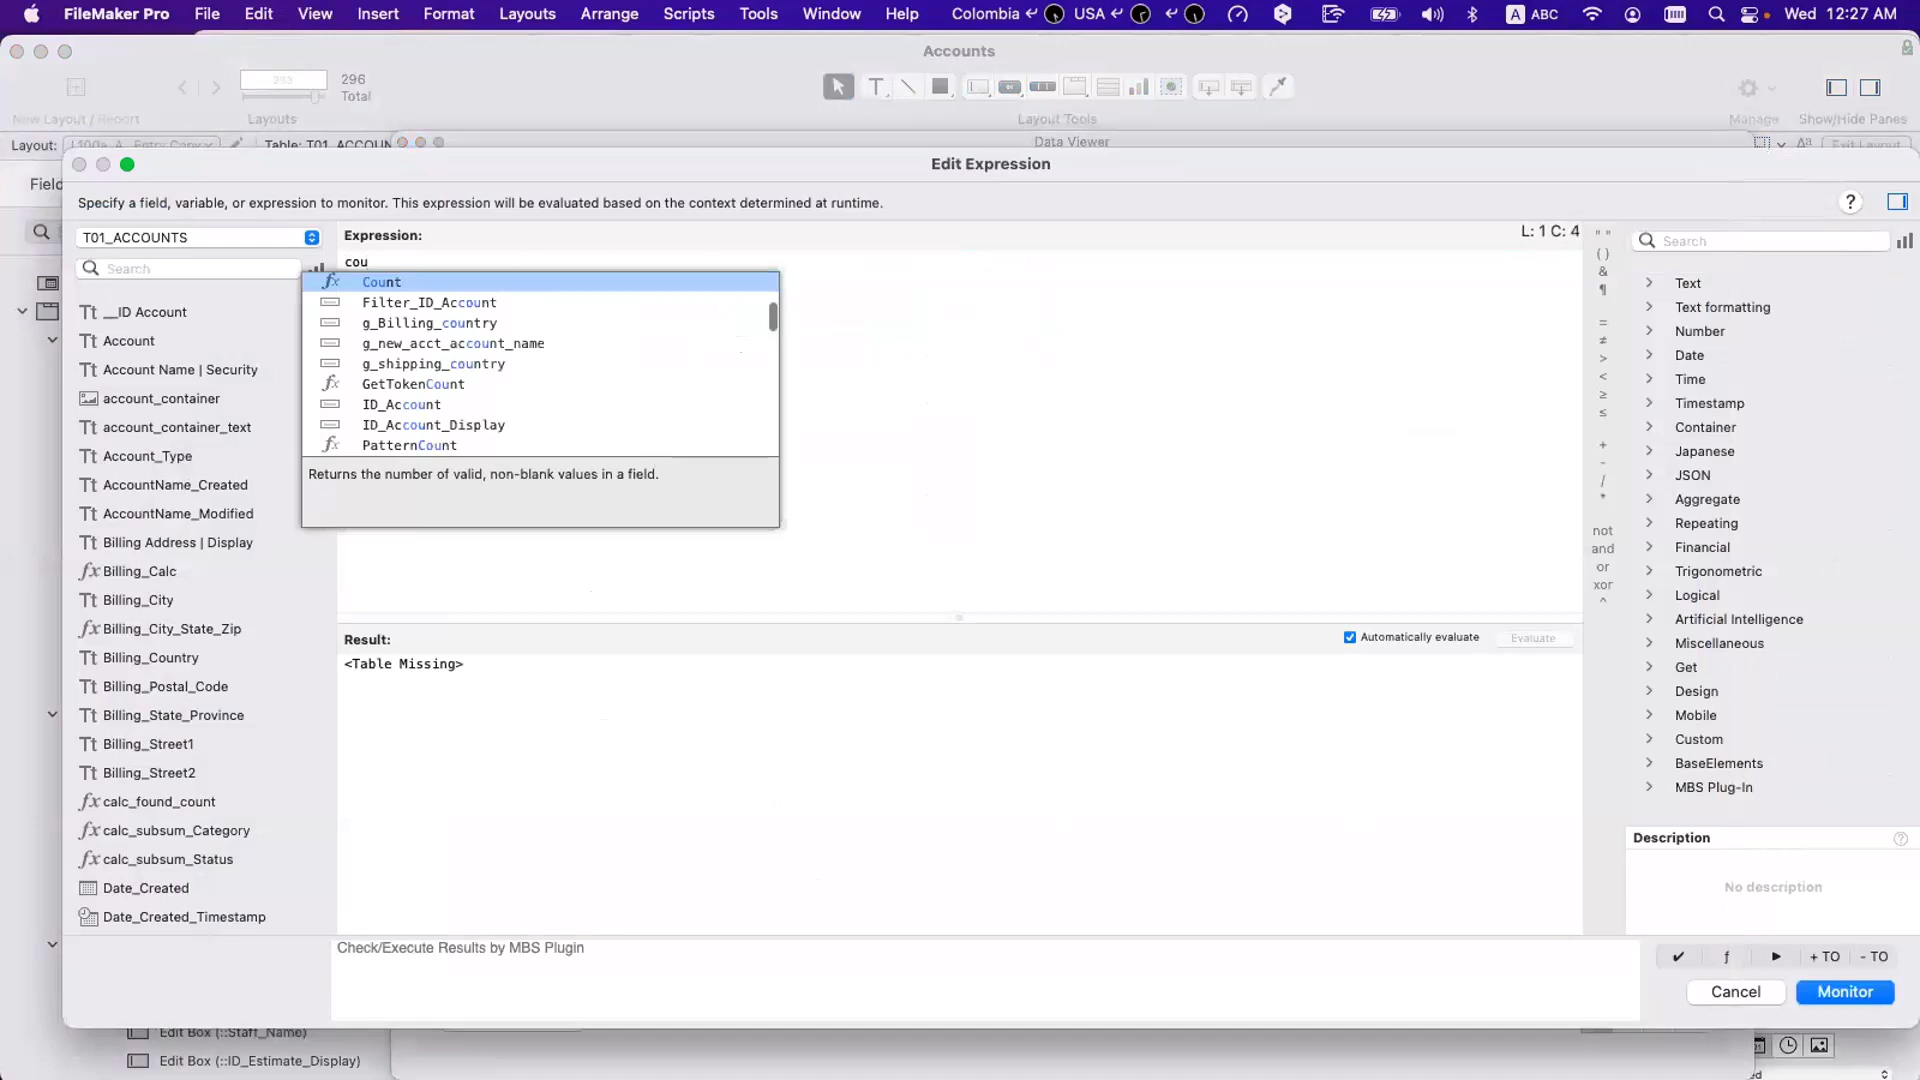 FileMaker Pro File Edit View Insert Format Layouts Arrange Scripts Tools Window Help Colombia USA A ABC Wed 12:27 AM
Accounts
296
Total
New Layout / Report Layouts Layout Tools Manage Show/Hide Panes
Layout: Table: T01_ACCOUN Data Viewer
Edit Expression
Field
Specify a field, variable, or expression to monitor. This expression will be evaluated based on the context determined at runtime. ?
T01_ACCOUNTS
Expression:
L: 1 C: 4
Search
Search
cou
Count
Filter_ID_Account
g_Billing_country
g_new_acct_account_name
g_shipping_country
GetTokenCount
ID_Account
ID_Account_Display
PatternCount
Returns the number of valid, non-blank values in a field.
__ID Account
Account
Account Name | Security
account_container
account_container_text
Account_Type
AccountName_Created
AccountName_Modified
Billing Address | Display
Billing_Calc
Billing_City
Billing_City_State_Zip
Billing_Country
Billing_Postal_Code
Billing_State_Province
Billing_Street1
Billing_Street2
calc_found_count
calc_subsum_Category
calc_subsum_Status
Date_Created
Date_Created_Timestamp
Result:
Automatically evaluate Evaluate
<Table Missing>
" "
( )
&
¶
=
≠
>
<
≥
≤
+
-
/
*
not
and
or
xor
^
Text
Text formatting
Number
Date
Time
Timestamp
Container
Japanese
JSON
Aggregate
Repeating
Financial
Trigonometric
Logical
Artificial Intelligence
Miscellaneous
Get
Design
Mobile
Custom
BaseElements
MBS Plug-In
Description
No description
Check/Execute Results by MBS Plugin
+ TO - TO
Cancel Monitor
Edit Box (::Staff_Name)
Edit Box (::ID_Estimate_Display)